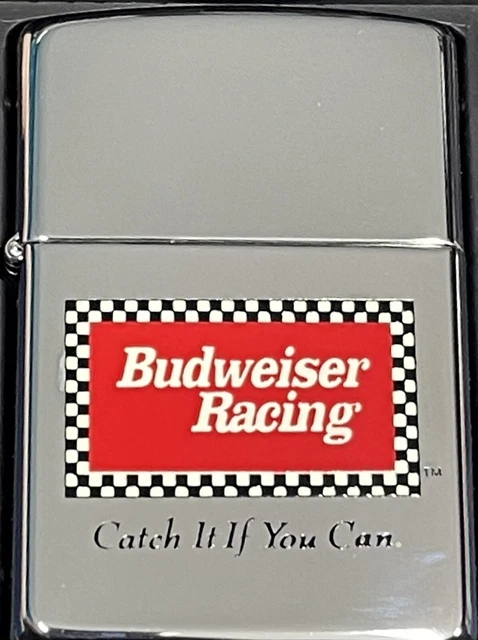 Budweiser
Racing
TM
Catch It If You Can.